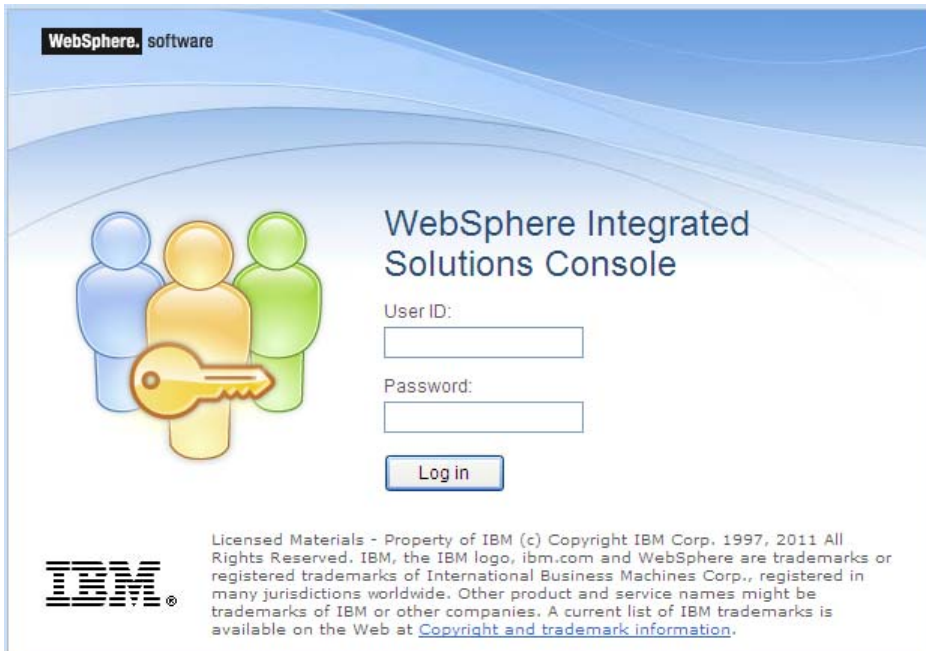 WebSphere. software
WebSphere Integrated
Solutions Console
User ID:
Password:
Log in
Licensed Materials - Property of IBM (c) Copyright IBM Corp. 1997, 2011 All
Rights Reserved. IBM, the IBM logo, ibm.com and WebSphere are trademarks or
registered trademarks of International Business Machines Corp., registered in
many jurisdictions worldwide. Other product and service names might be
trademarks of IBM or other companies. A current list of IBM trademarks is
available on the Web at Copyright and trademark information.
IBM®